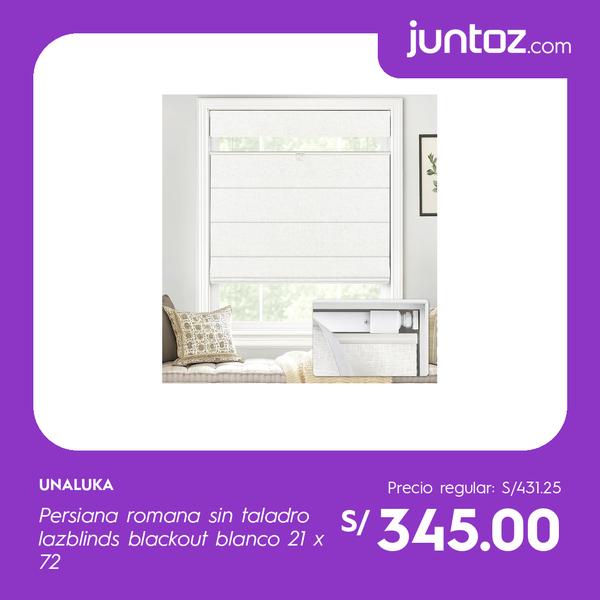 juntoz.com
UNALUKA
Persiana romana sin taladro
lazblinds blackout blanco 21 x
72
Precio regular: S/431.25
S/ 345.00